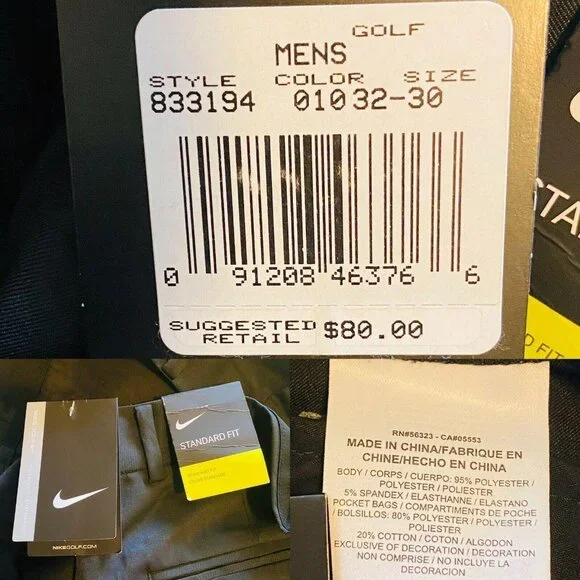 GOLF
MENS
STYLE COLOR SIZE
833194 010 32-30
0 91208 46376 6
SUGGESTED
RETAIL $80.00
TA
D FIT
STANDARD FIT
NIKEGOLF.COM
RN#56323 - CA#05553
MADE IN CHINA/FABRIQUE EN
CHINE/HECHO EN CHINA
BODY / CORPS / CUERPO: 95% POLYESTER /
POLYESTER / POLIESTER
5% SPANDEX / ELASTHANNE / ELASTANO
POCKET BAGS / COMPARTIMENTS DE POCHE
/ BOLSILLOS: 80% POLYESTER / POLYESTER /
POLIESTER
20% COTTON / COTON / ALGODON
EXCLUSIVE OF DECORATION / DECORATION
NON COMPRISE / NO INCLUYE LA
DECORACION